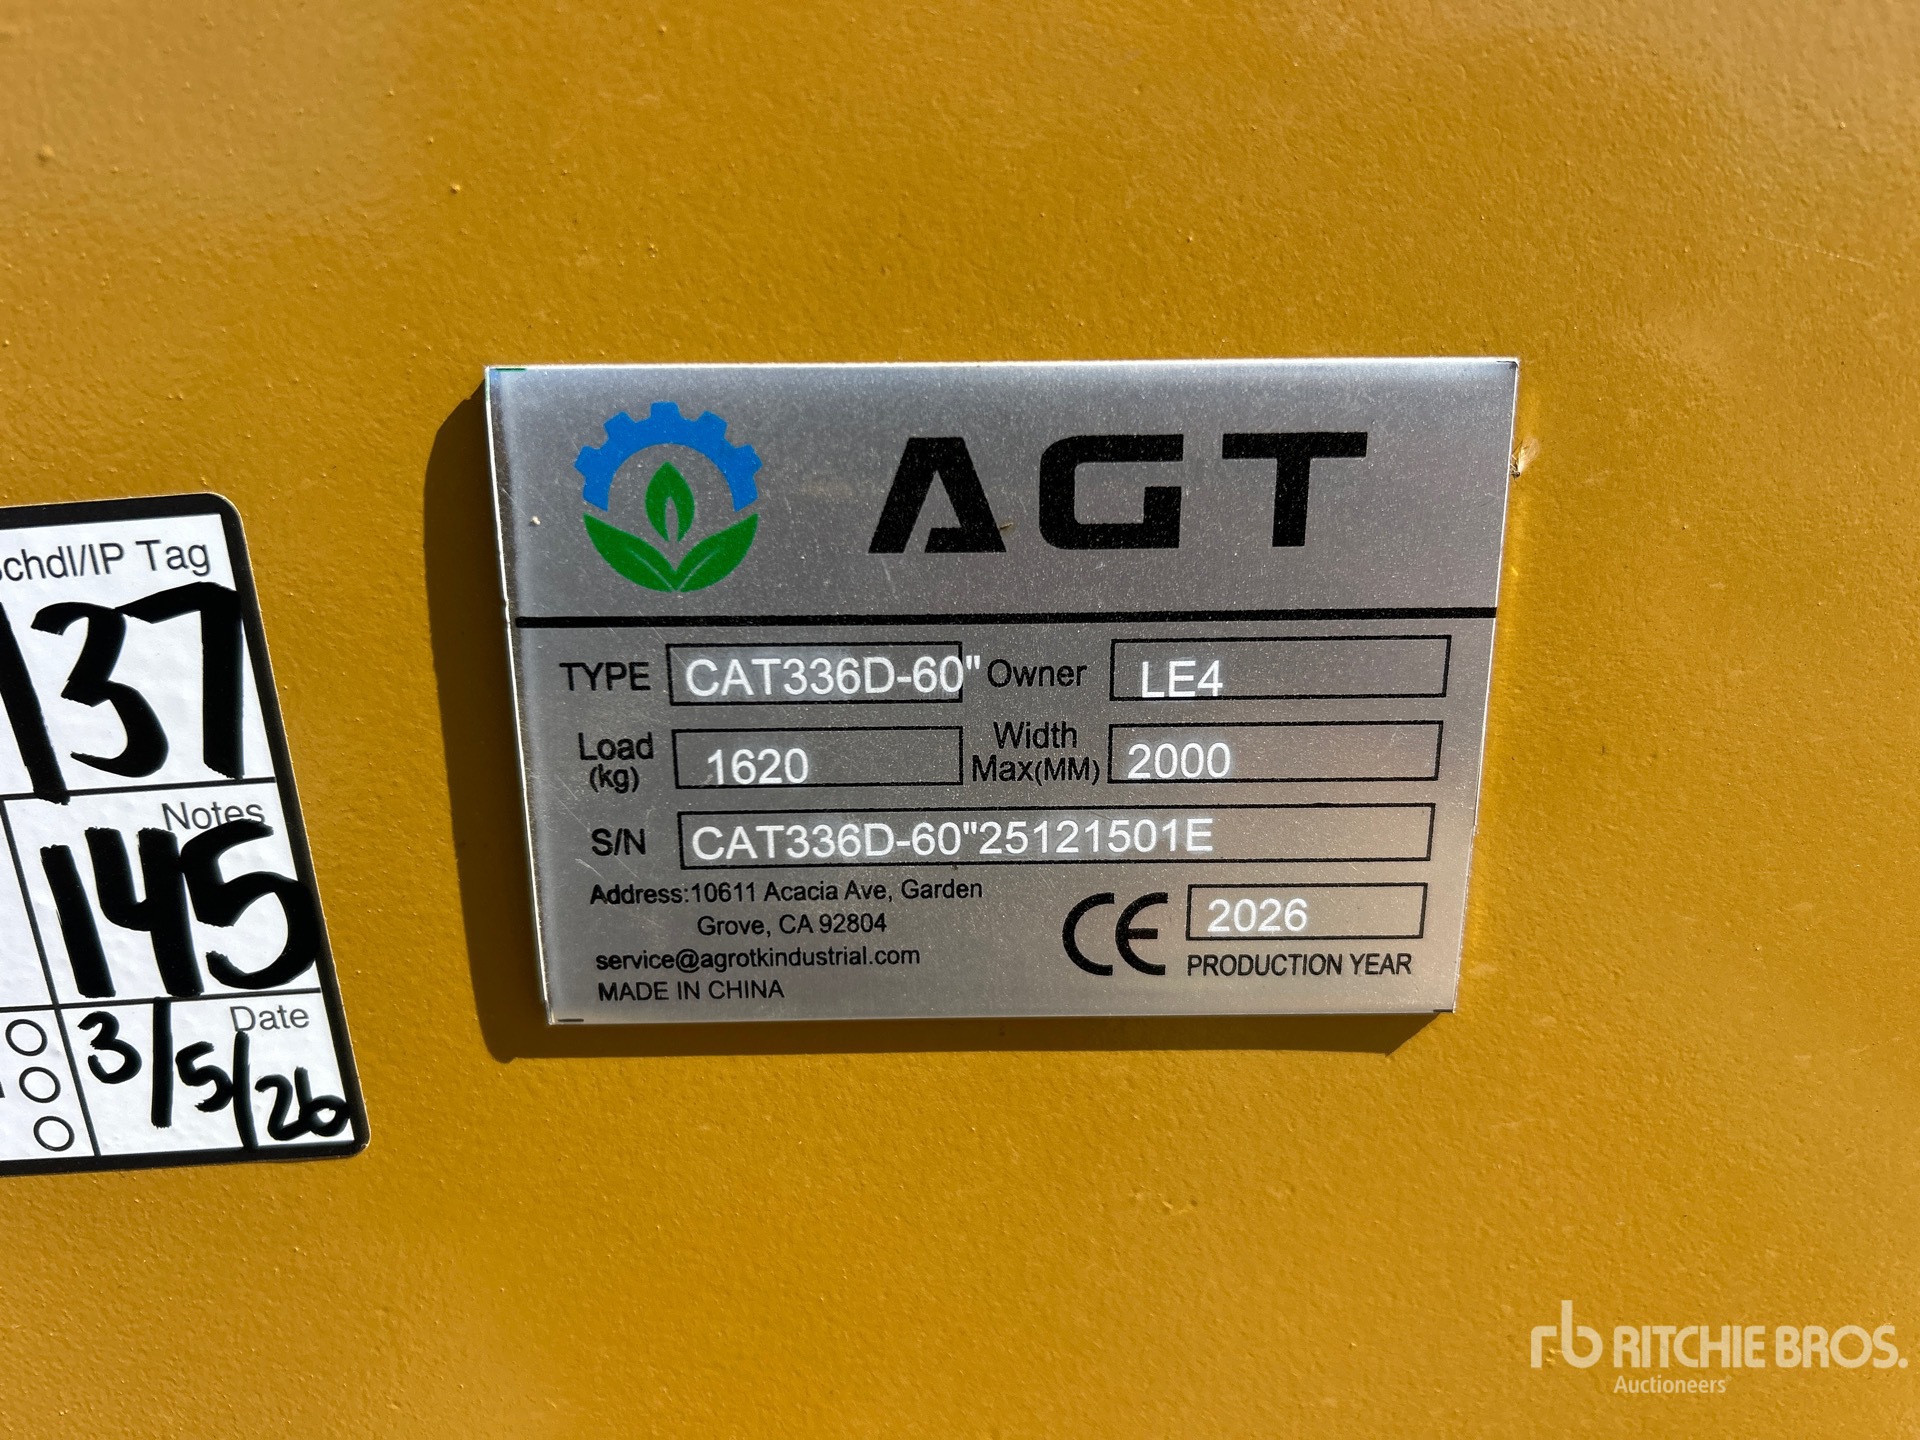 chdl/IP Tag
137
Notes
145
Date
3/5/26
AGT
TYPE CAT336D-60" Owner LE4
Load (kg) 1620 Width Max(MM) 2000
S/N CAT336D-60"25121501E
Address:10611 Acacia Ave, Garden
Grove, CA 92804
service@agrotkindustrial.com
MADE IN CHINA
CE 2026
PRODUCTION YEAR
rb RITCHIE BROS.
Auctioneers